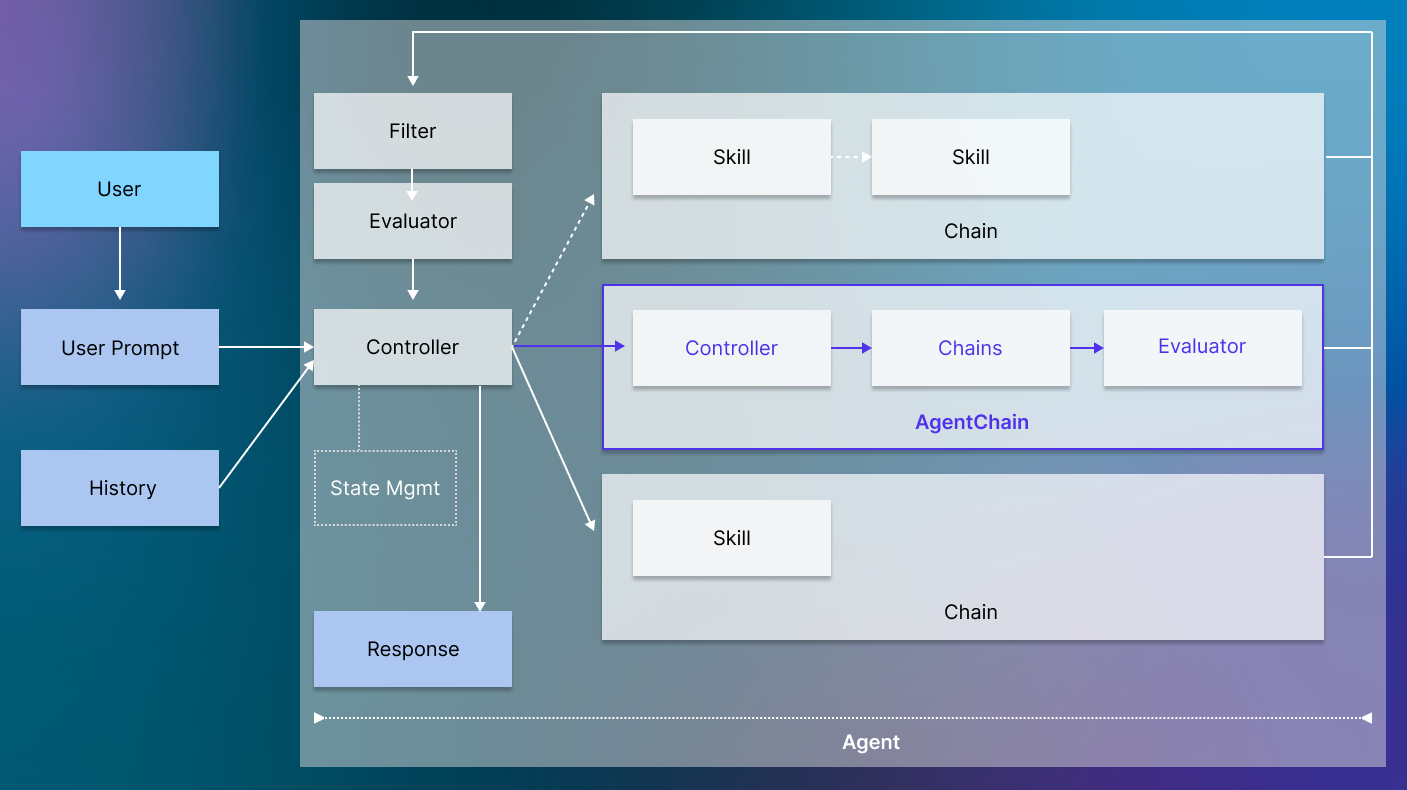 User
User Prompt
History
Filter
Evaluator
Controller
State Mgmt
Response
Skill
Skill
Chain
Controller
Chains
Evaluator
AgentChain
Skill
Chain
Agent